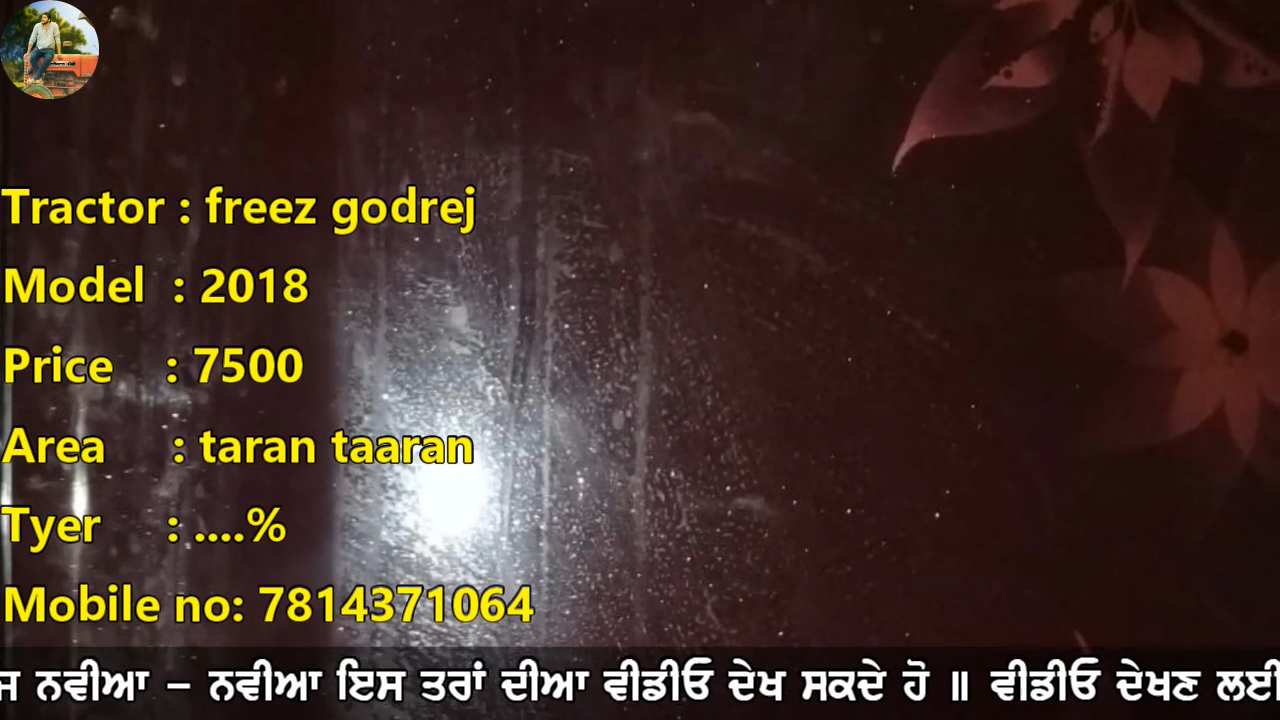 Tractor : freez godrej
Model : 2018
Price : 7500
Area : taran taaran
Tyer : ....%
Mobile no: 7814371064
ਨਵੀਆ – ਨਵੀਆ ਇਸ ਤਰਾਂ ਦੀਆ ਵੀਡੀਓ ਦੇਖ ਸਕਦੇ ਹੋ ॥ ਵੀਡੀਓ ਦੇਖਣ ਲਈ